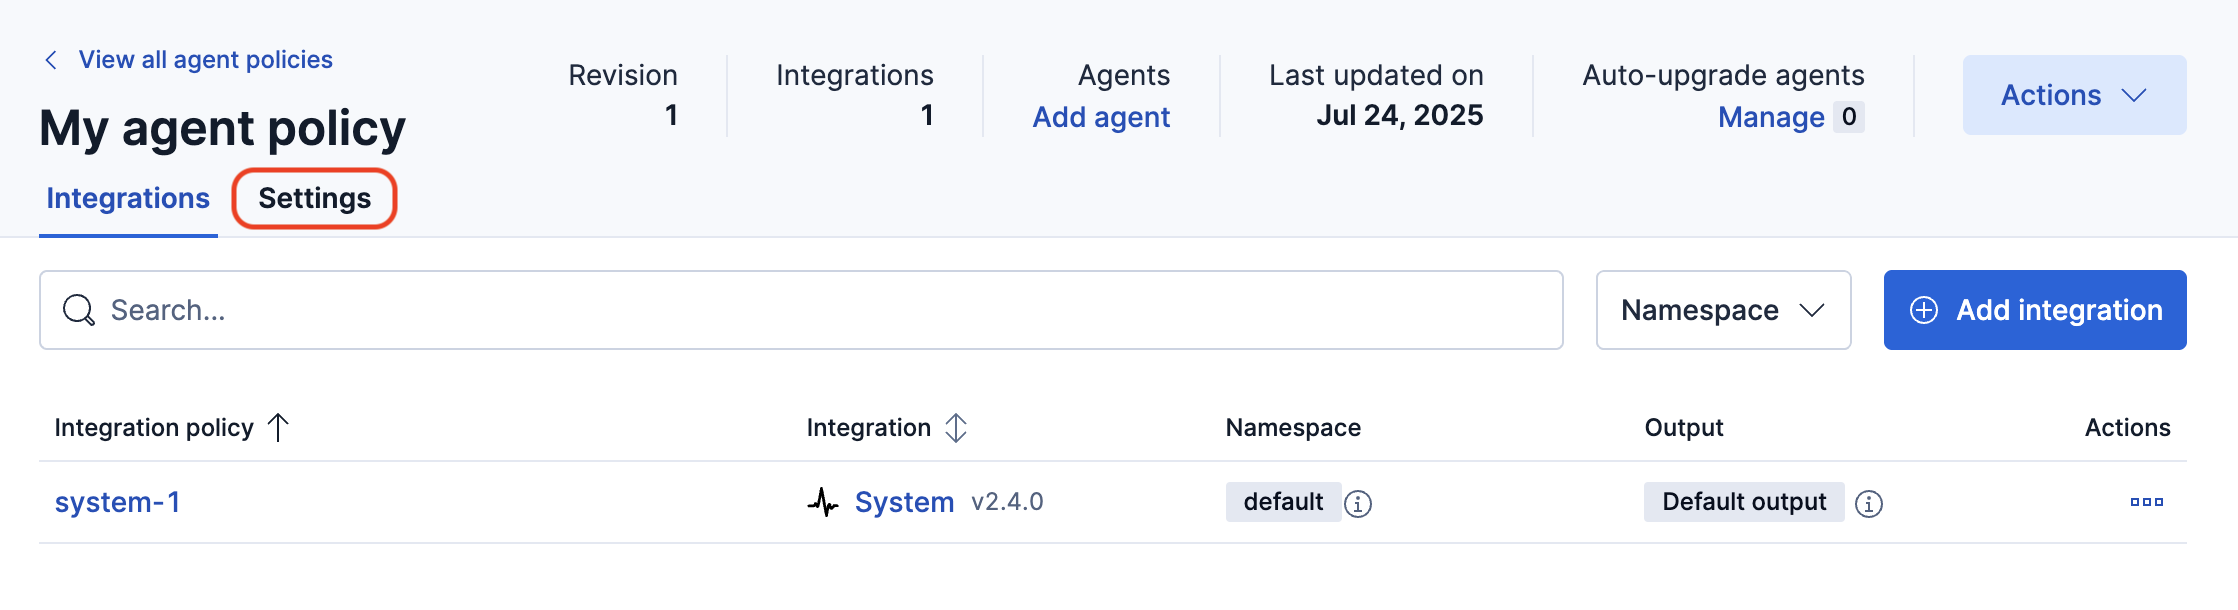 View all agent policies
My agent policy
Revision
1
Integrations
1
Agents
Add agent
Last updated on
Jul 24, 2025
Auto-upgrade agents
Manage 0
Actions
Integrations Settings
Search...
Namespace
Add integration
Integration policy Integration Namespace Output Actions
system-1 System v2.4.0 default Default output